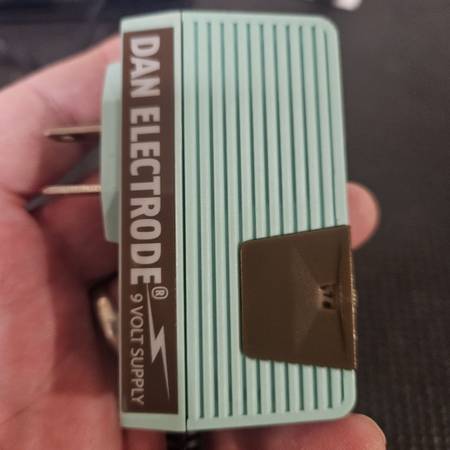 DAN ELECTRODE®
9 VOLT SUPPLY